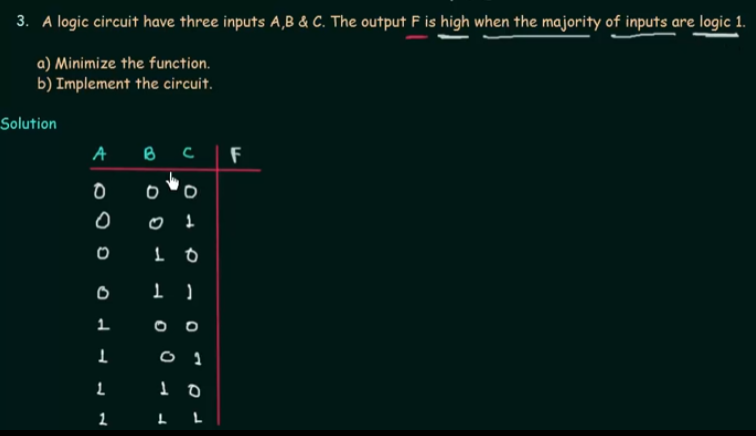 3. A logic circuit have three inputs A,B & C. The output F is high when the majority of inputs are logic 1.
a) Minimize the function.
b) Implement the circuit.
Solution
A B C F
0 0 0
0 0 1
0 1 0
0 1 1
1 0 0
1 0 1
1 1 0
1 1 1